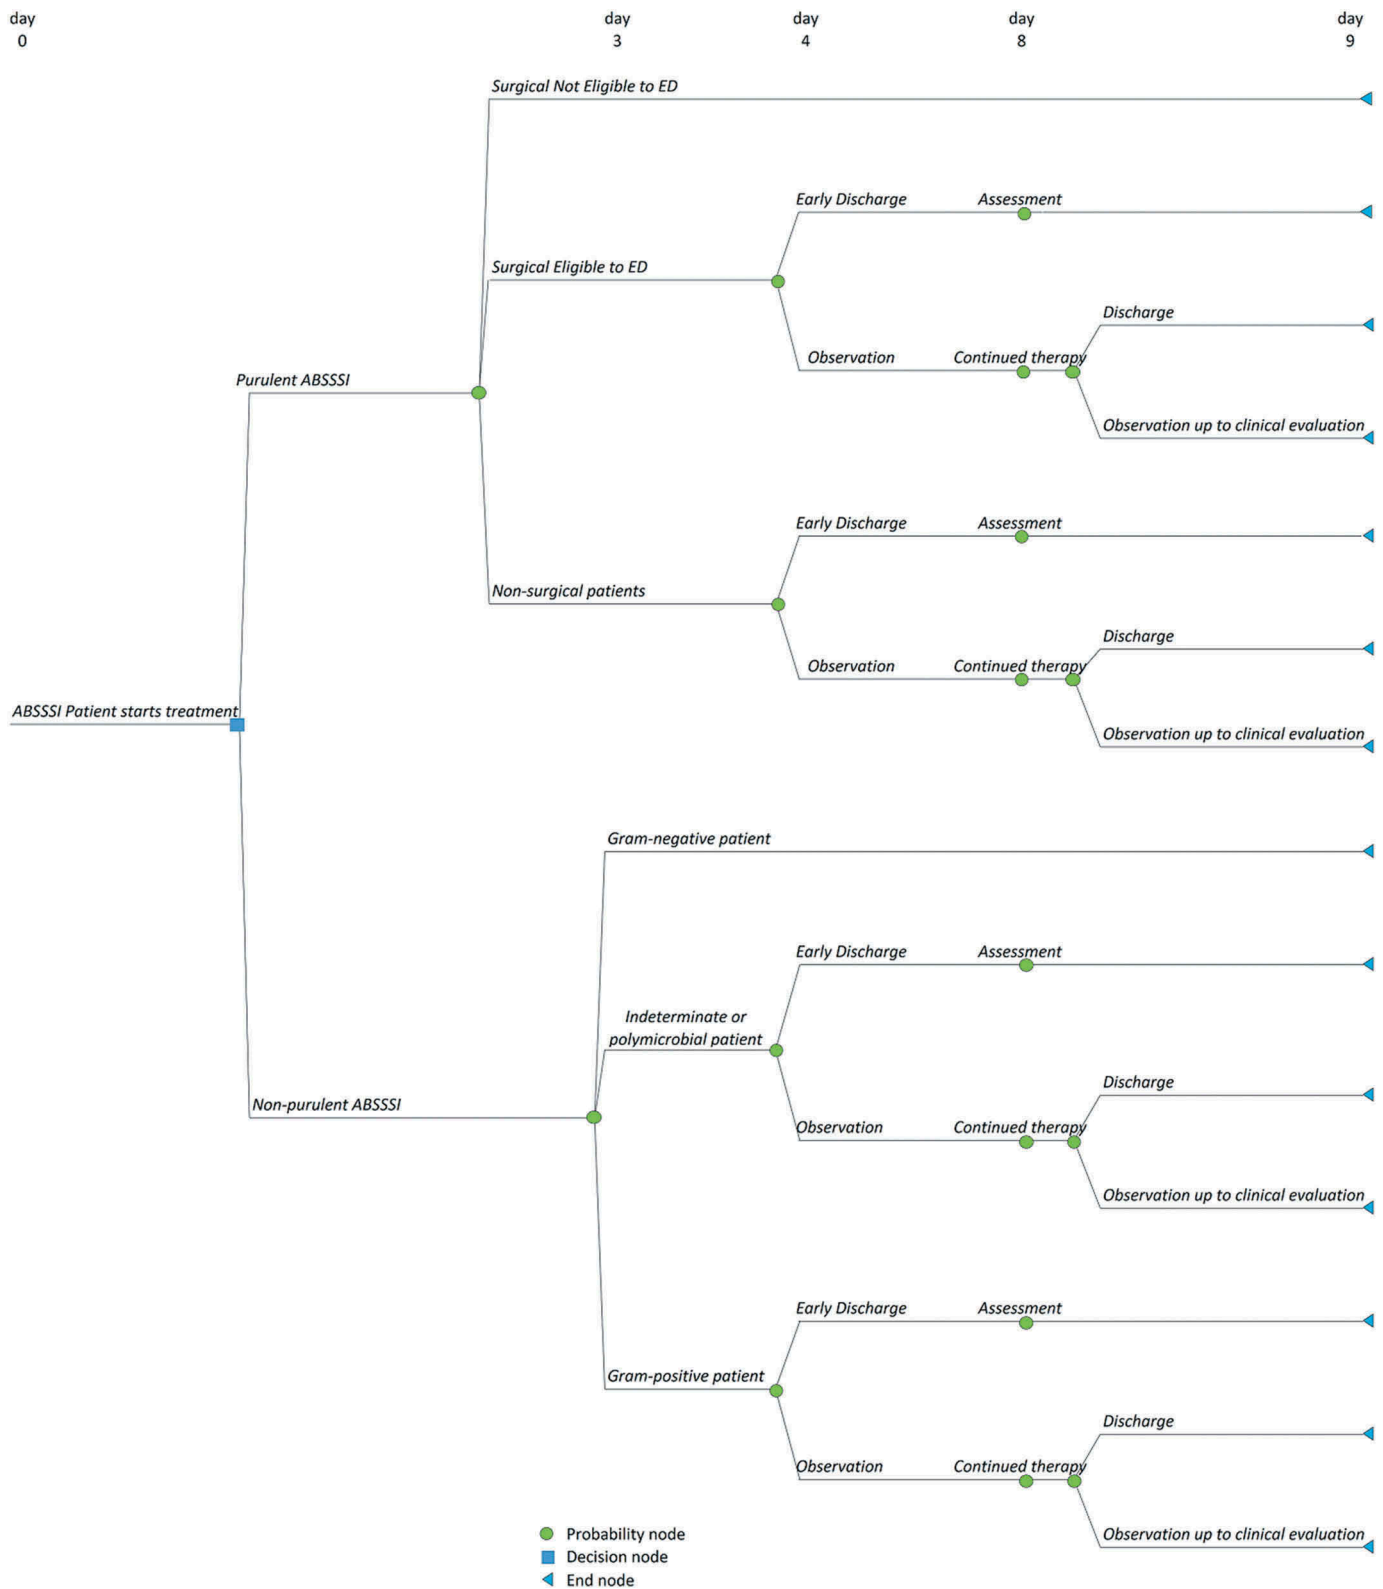 day day day day day
0 3 4 8 9
Surgical Not Eligible to ED
Early Discharge Assessment
Surgical Eligible to ED
Discharge
Observation Continued therapy
Purulent ABSSSI
Observation up to clinical evaluation
Early Discharge Assessment
Non-surgical patients
Discharge
Observation Continued therapy
ABSSSI Patient starts treatment
Observation up to clinical evaluation
Gram-negative patient
Early Discharge Assessment
Indeterminate or
polymicrobial patient
Discharge
Non-purulent ABSSSI
Observation Continued therapy
Observation up to clinical evaluation
Early Discharge Assessment
Gram-positive patient
Discharge
Observation Continued therapy
Observation up to clinical evaluation
Probability node
Decision node
End node